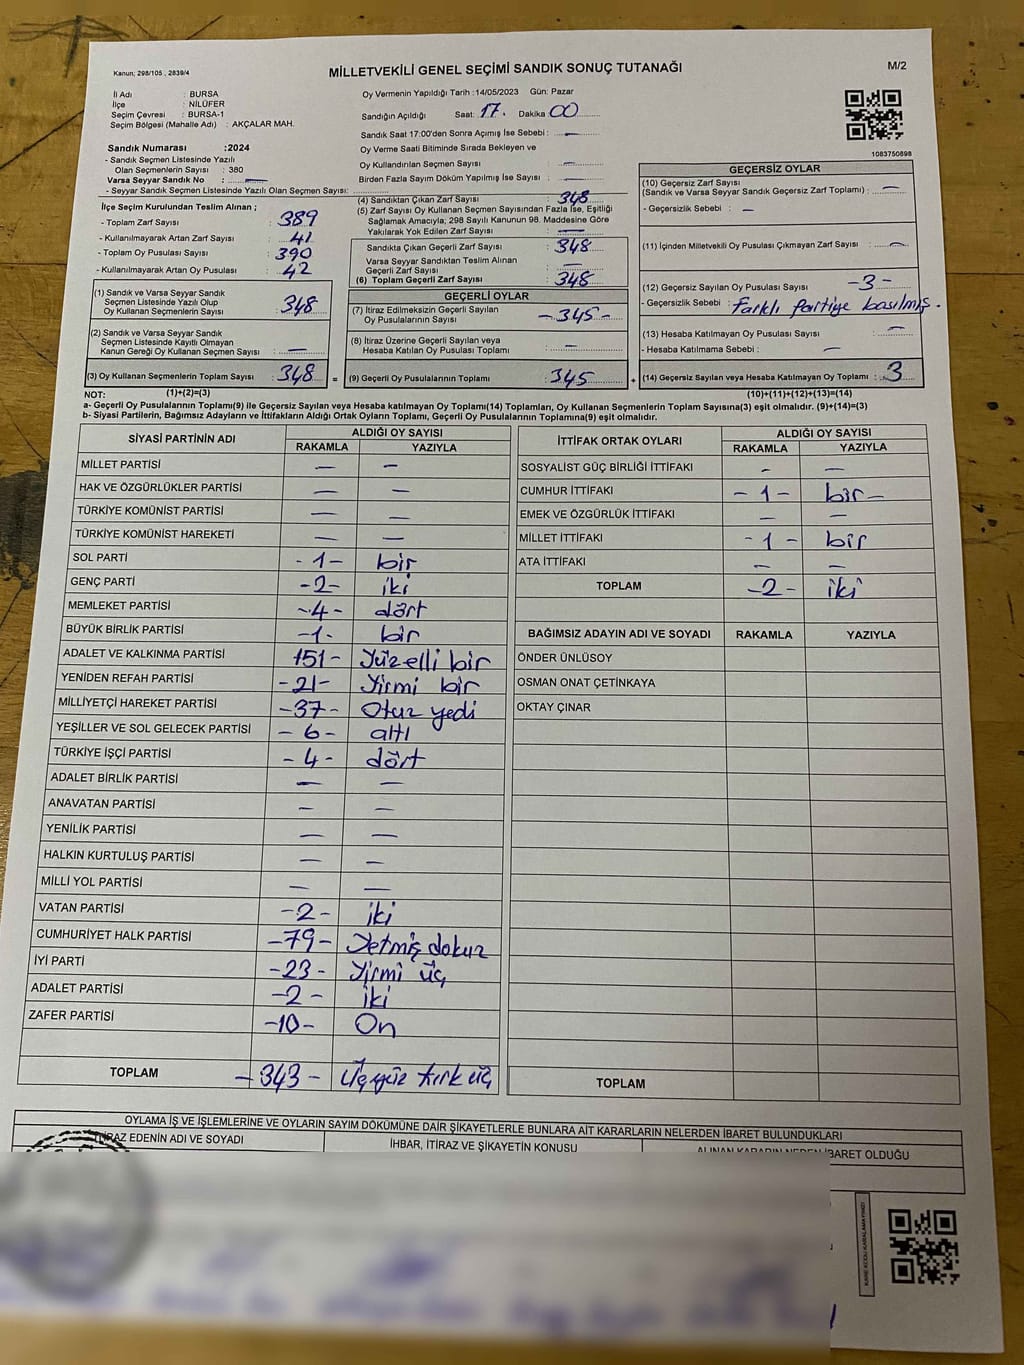 Kanun; 298/105 , 2839/4
MİLLETVEKİLİ GENEL SEÇİMİ SANDIK SONUÇ TUTANAĞI
M/2
İl Adı : BURSA
İlçe : NİLÜFER
Seçim Çevresi : BURSA-1
Seçim Bölgesi (Mahalle Adı) : AKÇALAR MAH.
Oy Vermenin Yapıldığı Tarih :14/05/2023 Gün: Pazar
Sandığın Açıldığı Saat: 17. Dakika 00
Sandık Saat 17:00'den Sonra Açımış İse Sebebi : —
Oy Verme Saati Bitiminde Sırada Bekleyen ve
Oy Kullandırılan Seçmen Sayısı : —
Birden Fazla Sayım Döküm Yapılmış İse Sayısı : —
1083750898
Sandık Numarası :2024
- Sandık Seçmen Listesinde Yazılı
Olan Seçmenlerin Sayısı : 380
Varsa Seyyar Sandık No : —
- Seyyar Sandık Seçmen Listesinde Yazılı Olan Seçmen Sayısı:
İlçe Seçim Kurulundan Teslim Alınan ;
- Toplam Zarf Sayısı : 389
- Kullanılmayarak Artan Zarf Sayısı : 41
- Toplam Oy Pusulası Sayısı : 390
- Kullanılmayarak Artan Oy Pusulası : 42
(1) Sandık ve Varsa Seyyar Sandık
Seçmen Listesinde Yazılı Olup
Oy Kullanan Seçmenlerin Sayısı : 348
(2) Sandık ve Varsa Seyyar Sandık
Seçmen Listesinde Kayıtlı Olmayan
Kanun Gereği Oy Kullanan Seçmen Sayısı : —
(3) Oy Kullanan Seçmenlerin Toplam Sayısı : 348
(4) Sandıktan Çıkan Zarf Sayısı : 348
(5) Zarf Sayısı Oy Kullanan Seçmen Sayısından Fazla İse, Eşitliği
Sağlamak Amacıyla; 298 Sayılı Kanunun 98. Maddesine Göre
Yakılarak Yok Edilen Zarf Sayısı : —
Sandıkta Çıkan Geçerli Zarf Sayısı : 348
Varsa Seyyar Sandıktan Teslim Alınan
Geçerli Zarf Sayısı : —
(6) Toplam Geçerli Zarf Sayısı : 348
GEÇERLİ OYLAR
(7) İtiraz Edilmeksizin Geçerli Sayılan
Oy Pusulalarının Sayısı -345-
(8) İtiraz Üzerine Geçerli Sayılan veya
Hesaba Katılan Oy Pusulası Toplamı : —
= (9) Geçerli Oy Pusulalarının Toplamı : 345
GEÇERSİZ OYLAR
(10) Geçersiz Zarf Sayısı
(Sandık ve Varsa Seyyar Sandık Geçersiz Zarf Toplamı) : —
- Geçersizlik Sebebi : —
(11) İçinden Milletvekili Oy Pusulası Çıkmayan Zarf Sayısı : —
(12) Geçersiz Sayılan Oy Pusulası Sayısı : -3-
- Geçersizlik Sebebi : farklı partiye basılmış.
(13) Hesaba Katılmayan Oy Pusulası Sayısı : —
- Hesaba Katılmama Sebebi : —
+ (14) Geçersiz Sayılan veya Hesaba Katılmayan Oy Toplamı : 3
NOT: (1)+(2)=(3) (10)+(11)+(12)+(13)=(14)
a- Geçerli Oy Pusulalarının Toplamı(9) ile Geçersiz Sayılan veya Hesaba katılmayan Oy Toplamı(14) Toplamları, Oy Kullanan Seçmenlerin Toplam Sayısına(3) eşit olmalıdır. (9)+(14)=(3)
b- Siyasi Partilerin, Bağımsız Adayların ve İttifakların Aldığı Ortak Oyların Toplamı, Geçerli Oy Pusulalarının Toplamına(9) eşit olmalıdır.
SİYASİ PARTİNİN ADI ALDIĞI OY SAYISI
RAKAMLA YAZIYLA
MİLLET PARTİSİ — —
HAK VE ÖZGÜRLÜKLER PARTİSİ — —
TÜRKİYE KOMÜNİST PARTİSİ — —
TÜRKİYE KOMÜNİST HAREKETİ — —
SOL PARTİ -1- bir
GENÇ PARTİ -2- iki
MEMLEKET PARTİSİ -4- dört
BÜYÜK BİRLİK PARTİSİ -1- bir
ADALET VE KALKINMA PARTİSİ 151- Yüzelli bir
YENİDEN REFAH PARTİSİ -21- Yirmi bir
MİLLİYETÇİ HAREKET PARTİSİ -37- Otuz yedi
YEŞİLLER VE SOL GELECEK PARTİSİ -6- altı
TÜRKİYE İŞÇİ PARTİSİ -4- dört
ADALET BİRLİK PARTİSİ — —
ANAVATAN PARTİSİ — —
YENİLİK PARTİSİ — —
HALKIN KURTULUŞ PARTİSİ — —
MİLLİ YOL PARTİSİ — —
VATAN PARTİSİ -2- iki
CUMHURİYET HALK PARTİSİ -79- Yetmiş dokuz
İYİ PARTİ -23- Yirmi üç
ADALET PARTİSİ -2- iki
ZAFER PARTİSİ -10- On
TOPLAM -343- Üçyüz kırk üç
İTTİFAK ORTAK OYLARI ALDIĞI OY SAYISI
RAKAMLA YAZIYLA
SOSYALİST GÜÇ BİRLİĞİ İTTİFAKI - —
CUMHUR İTTİFAKI -1- bir-
EMEK VE ÖZGÜRLÜK İTTİFAKI — —
MİLLET İTTİFAKI -1- bir
ATA İTTİFAKI — —
TOPLAM -2- iki
BAĞIMSIZ ADAYIN ADI VE SOYADI RAKAMLA YAZIYLA
ÖNDER ÜNLÜSOY
OSMAN ONAT ÇETİNKAYA
OKTAY ÇINAR
TOPLAM
OYLAMA İŞ VE İŞLEMLERİNE VE OYLARIN SAYIM DÖKÜMÜNE DAİR ŞİKAYETLERLE BUNLARA AİT KARARLARIN NELERDEN İBARET BULUNDUKLARI
İTİRAZ EDENİN ADI VE SOYADI İHBAR, İTİRAZ VE ŞİKAYETİN KONUSU ALINAN KARARIN NEDEN İBARET OLDUĞU
KARE KODU KARALAMAYINIZ!